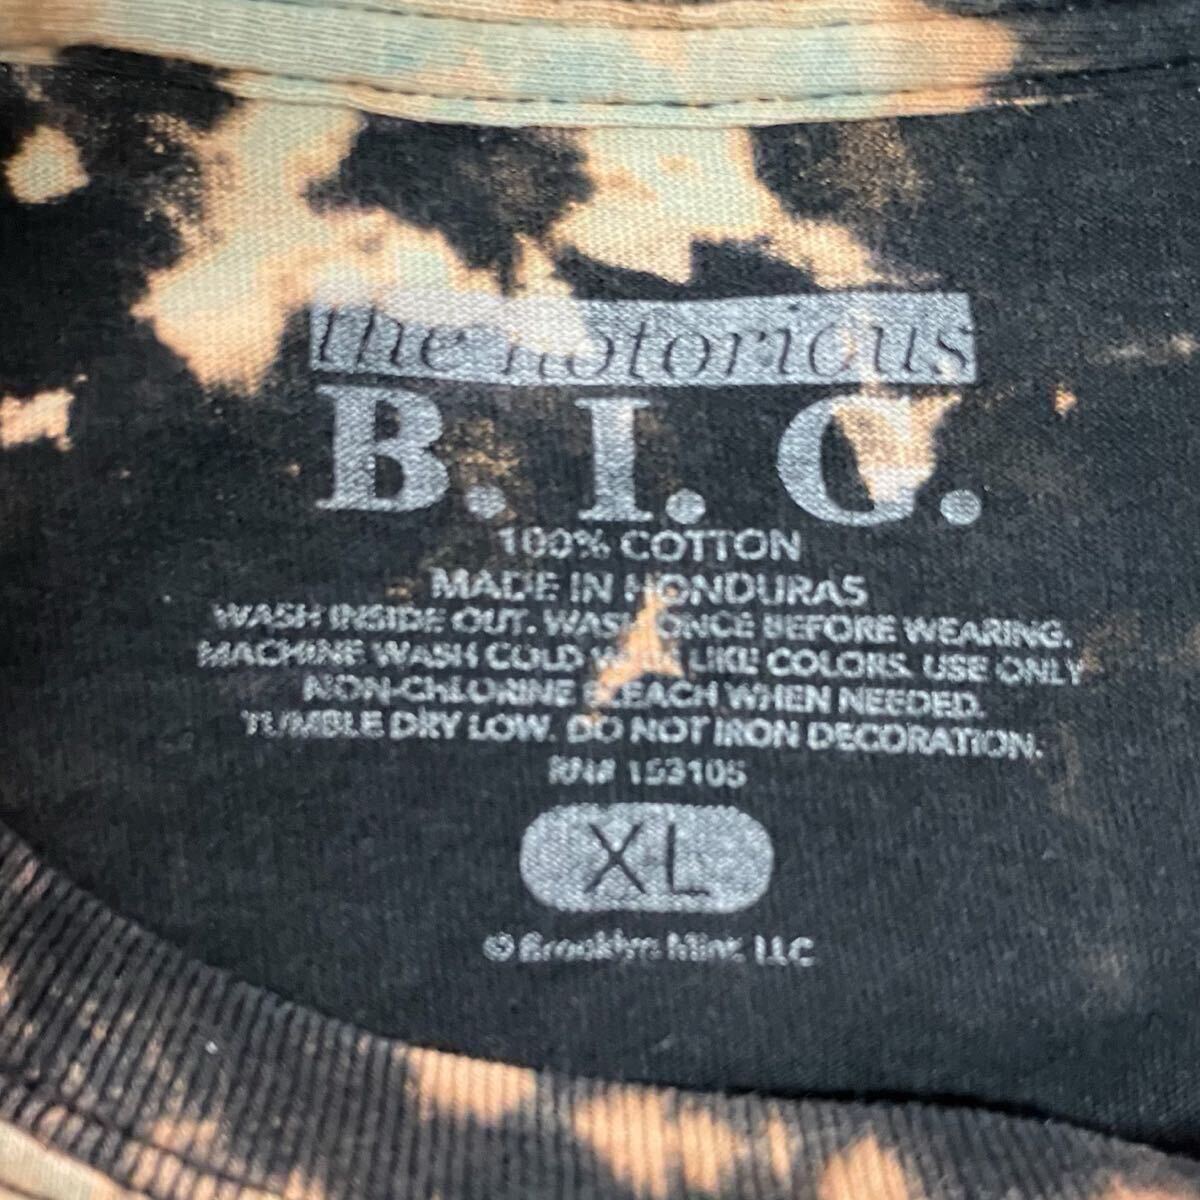 the notorious
B. I. G.
100% COTTON
MADE IN HONDURAS
WASH INSIDE OUT. WASH ONCE BEFORE WEARING.
MACHINE WASH COLD WITH LIKE COLORS. USE ONLY
NON-CHLORINE BLEACH WHEN NEEDED.
TUMBLE DRY LOW. DO NOT IRON DECORATION.
RN# 153105
XL
© Brooklyn Mint, LLC